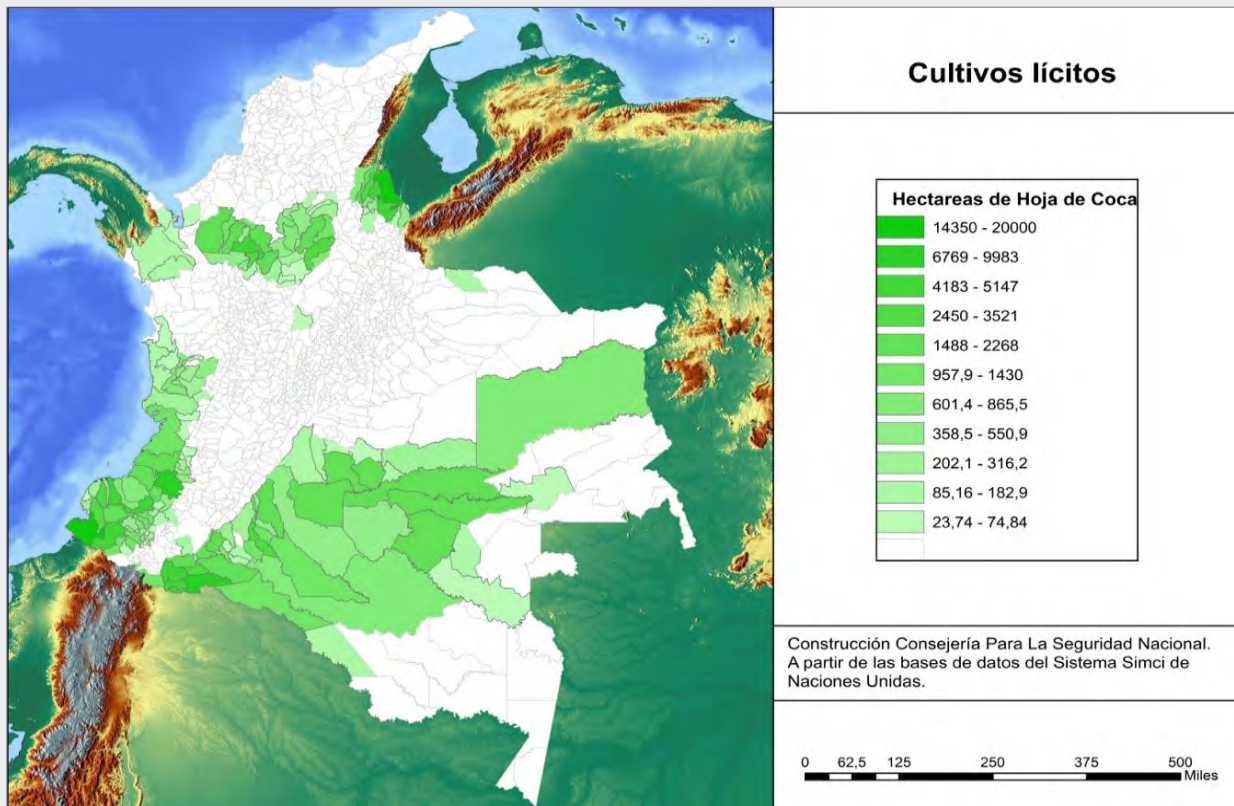 Cultivos lícitos
Hectareas de Hoja de Coca
14350 - 20000
6769 - 9983
4183 - 5147
2450 - 3521
1488 - 2268
957,9 - 1430
601,4 - 865,5
358,5 - 550,9
202,1 - 316,2
85,16 - 182,9
23,74 - 74,84
Construcción Consejería Para La Seguridad Nacional.
A partir de las bases de datos del Sistema Simci de
Naciones Unidas.
0 62,5 125 250 375 500
Miles